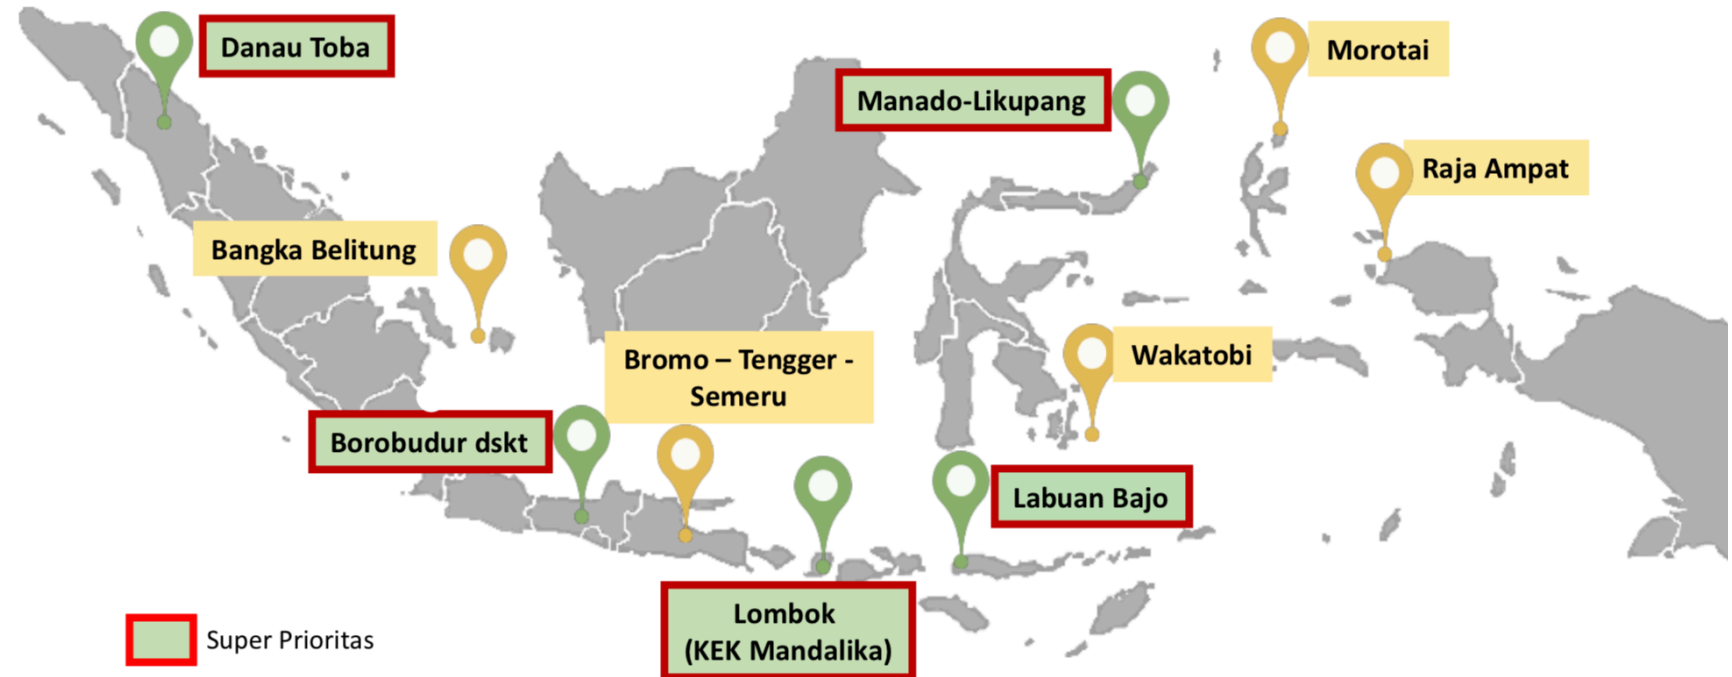 Danau Toba
Manado-Likupang
Morotai
Raja Ampat
Bangka Belitung
Bromo – Tengger -
Semeru
Wakatobi
Borobudur dskt
Labuan Bajo
Lombok
(KEK Mandalika)
Super Prioritas